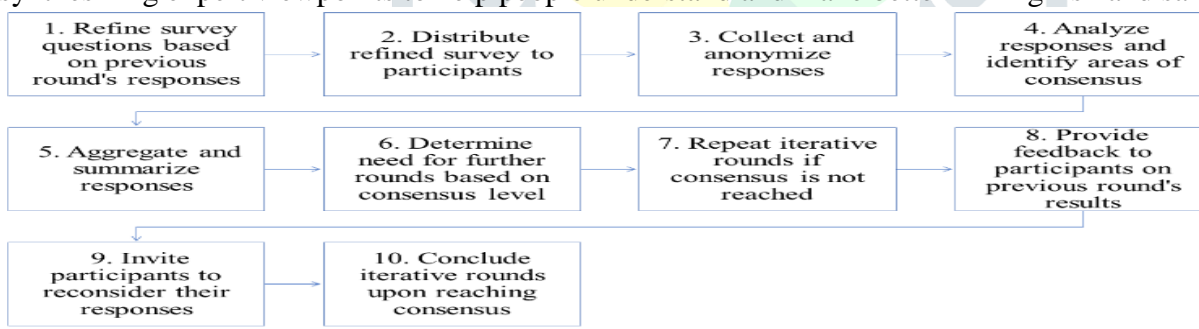 1. Refine survey
questions based
on previous
round's responses
2. Distribute
refined survey to
participants
3. Collect and
anonymize
responses
4. Analyze
responses and
identify areas of
consensus
5. Aggregate and
summarize
responses
6. Determine
need for further
rounds based on
consensus level
7. Repeat iterative
rounds if
consensus is not
reached
8. Provide
feedback to
participants on
previous round's
results
9. Invite
participants to
reconsider their
responses
10. Conclude
iterative rounds
upon reaching
consensus